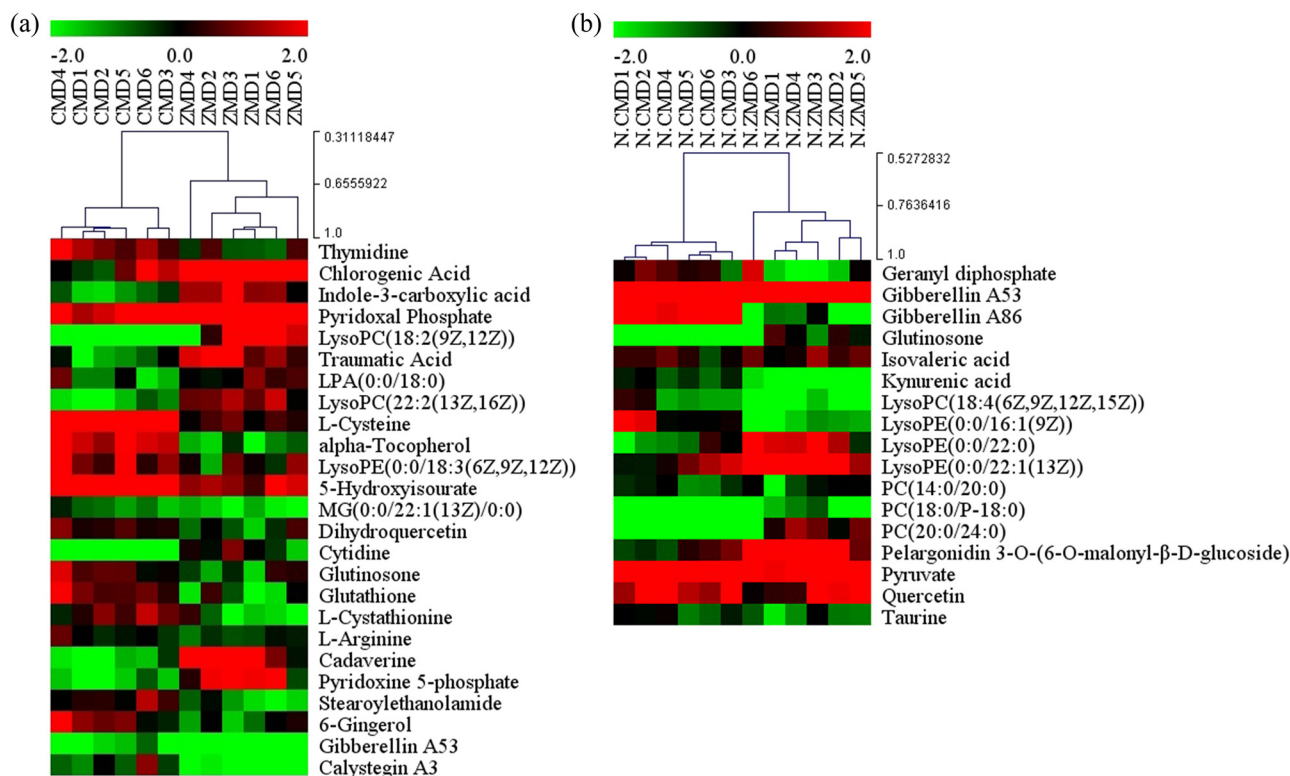 (a)
-2.0 0.0 2.0
CMD4 CMD1 CMD2 CMD5 CMD6 CMD3 ZMD4 ZMD2 ZMD3 ZMD1 ZMD6 ZMD5
0.31118447
0.6555922
1.0
Thymidine
Chlorogenic Acid
Indole-3-carboxylic acid
Pyridoxal Phosphate
LysoPC(18:2(9Z,12Z))
Traumatic Acid
LPA(0:0/18:0)
LysoPC(22:2(13Z,16Z))
L-Cysteine
alpha-Tocopherol
LysoPE(0:0/18:3(6Z,9Z,12Z))
5-Hydroxyisourate
MG(0:0/22:1(13Z)/0:0)
Dihydroquercetin
Cytidine
Glutinosone
Glutathione
L-Cystathionine
L-Arginine
Cadaverine
Pyridoxine 5-phosphate
Stearoylethanolamide
6-Gingerol
Gibberellin A53
Calystegin A3
(b)
-2.0 0.0 2.0
N.CMD1 N.CMD2 N.CMD4 N.CMD5 N.CMD6 N.CMD3 N.ZMD6 N.ZMD1 N.ZMD4 N.ZMD3 N.ZMD2 N.ZMD5
0.5272832
0.7636416
1.0
Geranyl diphosphate
Gibberellin A53
Gibberellin A86
Glutinosone
Isovaleric acid
Kynurenic acid
LysoPC(18:4(6Z,9Z,12Z,15Z))
LysoPE(0:0/16:1(9Z))
LysoPE(0:0/22:0)
LysoPE(0:0/22:1(13Z))
PC(14:0/20:0)
PC(18:0/P-18:0)
PC(20:0/24:0)
Pelargonidin 3-O-(6-O-malonyl-β-D-glucoside)
Pyruvate
Quercetin
Taurine